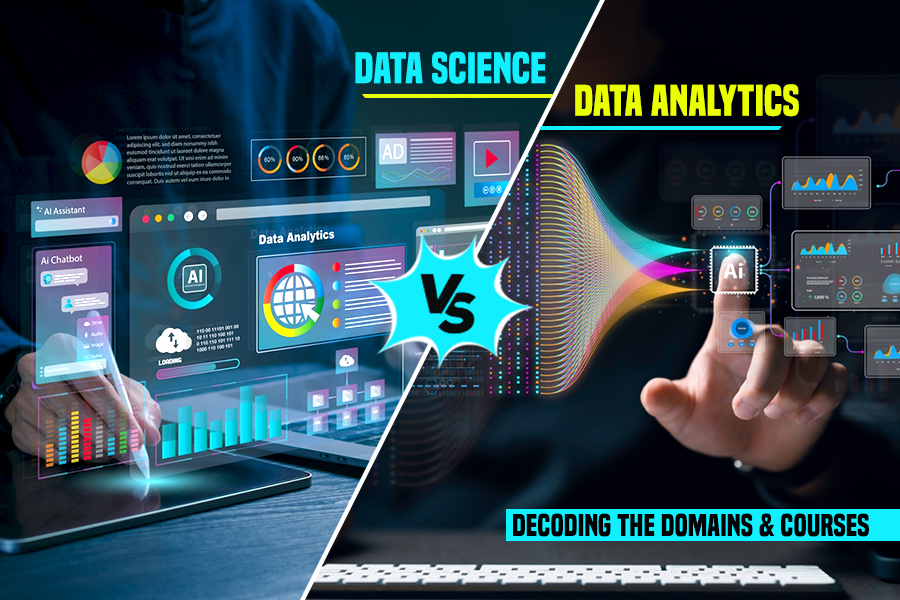 DATA SCIENCE
DATA ANALYTICS
Lorem ipsum dolor sit amet, consectetuer
adipiscing elit, sed diam nonummy nibh
euismod tincidunt ut laoreet dolore magna
aliquam erat volutpat. Ut wisi enim ad minim
veniam, quis nostrud exerci tation ullamcorper
suscipit lobortis nisl ut aliquip ex ea commodo
consequat. Duis autem vel eum iriure dolor in
60%
90%
66%
85%
AD
AI Assistant
Data Analytics
Ai Chatbot
AI
VS
Ai
LOADING
DECODING THE DOMAINS & COURSES